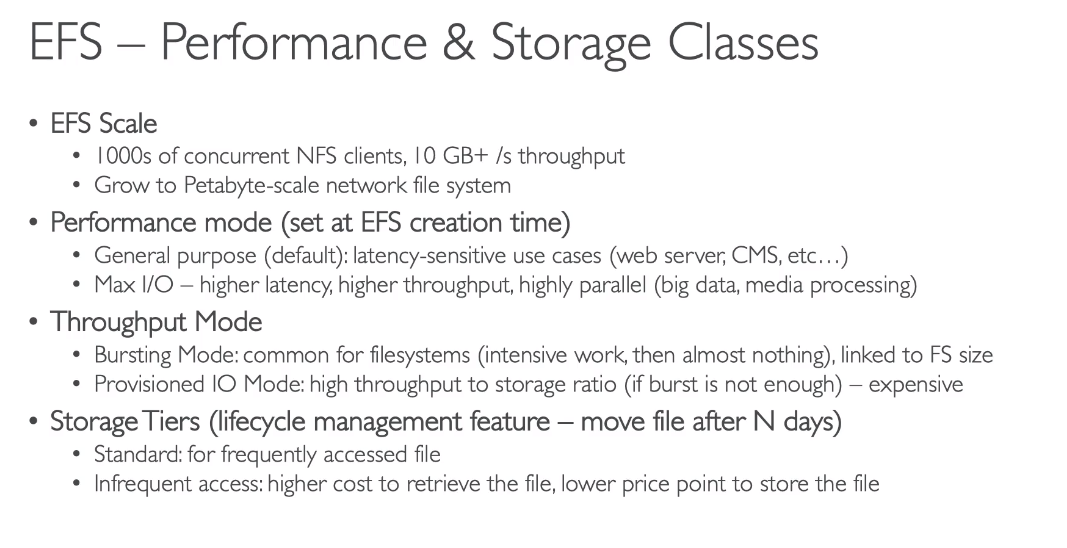 EFS – Performance & Storage Classes
• EFS Scale
• 1000s of concurrent NFS clients, 10 GB+ /s throughput
• Grow to Petabyte-scale network file system
• Performance mode (set at EFS creation time)
• General purpose (default): latency-sensitive use cases (web server, CMS, etc…)
• Max I/O – higher latency, higher throughput, highly parallel (big data, media processing)
• Throughput Mode
• Bursting Mode: common for filesystems (intensive work, then almost nothing), linked to FS size
• Provisioned IO Mode: high throughput to storage ratio (if burst is not enough) – expensive
• Storage Tiers (lifecycle management feature – move file after N days)
• Standard: for frequently accessed file
• Infrequent access: higher cost to retrieve the file, lower price point to store the file